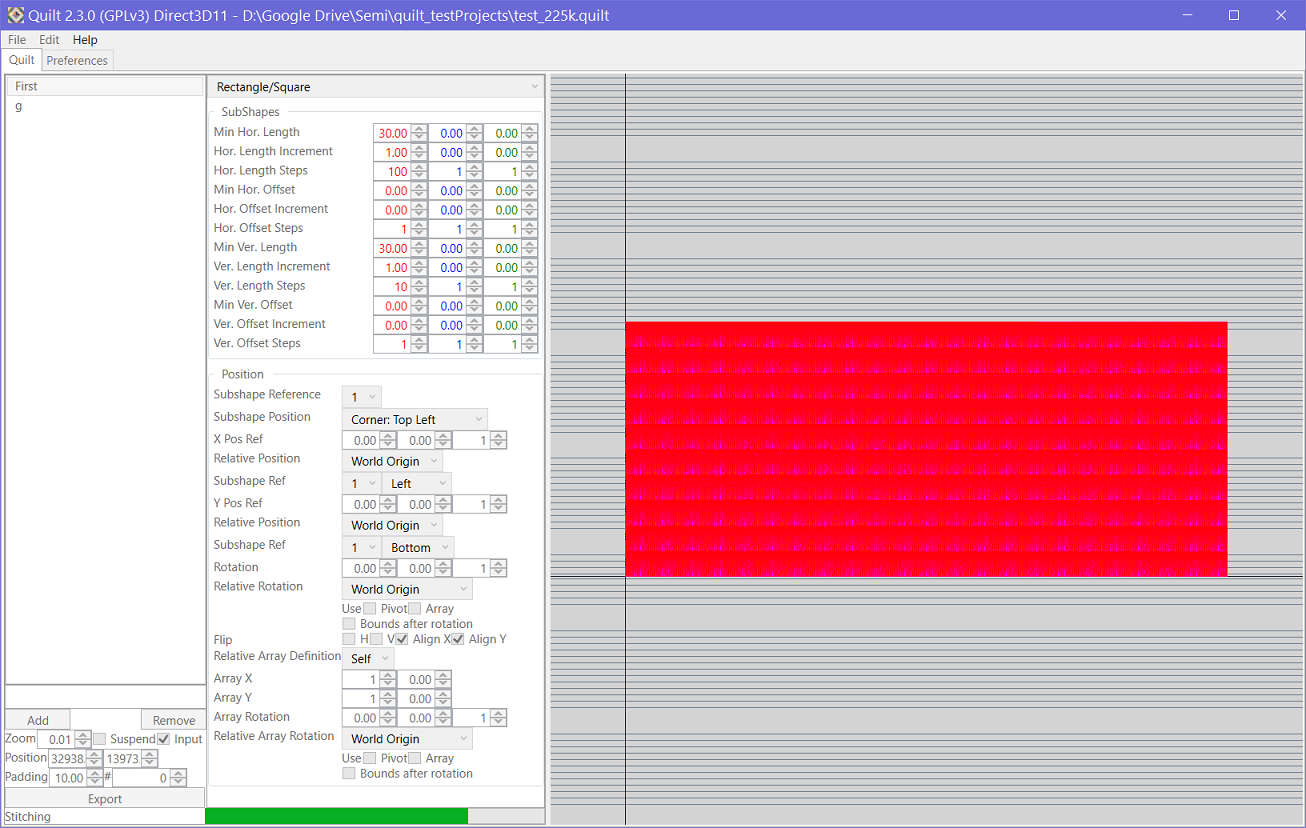 Quilt 2.3.0 (GPLv3) Direct3D11 - D:\Google Drive\Semi\quilt_testProjects\test_225k.quilt
File Edit Help
Quilt Preferences
First
g
Rectangle/Square
SubShapes
Min Hor. Length 30.00 0.00 0.00
Hor. Length Increment 1.00 0.00 0.00
Hor. Length Steps 100 1 1
Min Hor. Offset 0.00 0.00 0.00
Hor. Offset Increment 0.00 0.00 0.00
Hor. Offset Steps 1 1 1
Min Ver. Length 30.00 0.00 0.00
Ver. Length Increment 1.00 0.00 0.00
Ver. Length Steps 10 1 1
Min Ver. Offset 0.00 0.00 0.00
Ver. Offset Increment 0.00 0.00 0.00
Ver. Offset Steps 1 1 1
Position
Subshape Reference 1
Subshape Position Corner: Top Left
X Pos Ref 0.00 0.00 1
Relative Position World Origin
Subshape Ref 1 Left
Y Pos Ref 0.00 0.00 1
Relative Position World Origin
Subshape Ref 1 Bottom
Rotation 0.00 0.00 1
Relative Rotation World Origin
Use Pivot Array
Bounds after rotation
Flip H V Align X Align Y
Relative Array Definition Self
Array X 1 0.00
Array Y 1 0.00
Array Rotation 0.00 0.00 1
Relative Array Rotation World Origin
Use Pivot Array
Bounds after rotation
Add Remove
Zoom 0.01 Suspend Input
Position 32938. 13973.
Padding 10.00 # 0
Export
Stitching